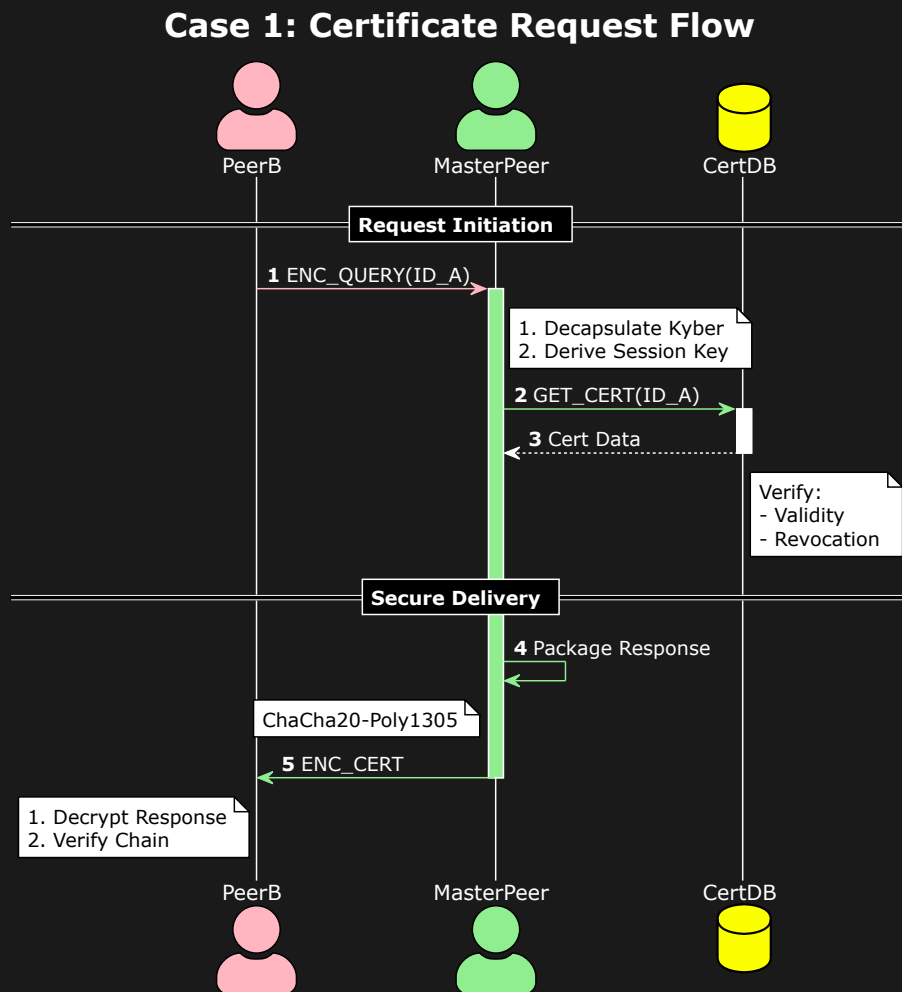 Case 1: Certificate Request Flow
PeerB
MasterPeer
CertDB
Request Initiation
1 ENC_QUERY(ID_A)
1. Decapsulate Kyber
2. Derive Session Key
2 GET_CERT(ID_A)
3 Cert Data
Verify:
- Validity
- Revocation
Secure Delivery
4 Package Response
ChaCha20-Poly1305
5 ENC_CERT
1. Decrypt Response
2. Verify Chain
PeerB
MasterPeer
CertDB